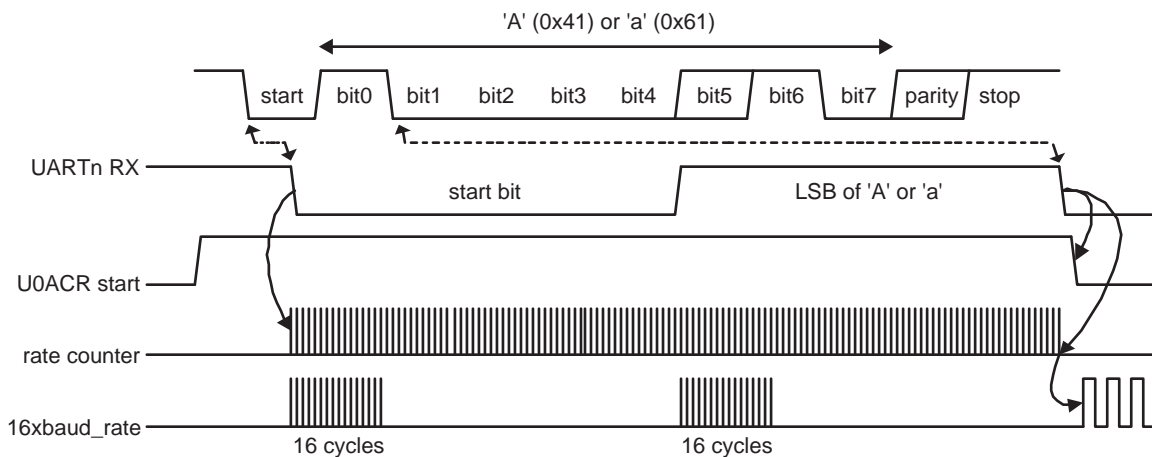 'A' (0x41) or 'a' (0x61)
start bit0 bit1 bit2 bit3 bit4 bit5 bit6 bit7 parity stop
UARTn RX
start bit LSB of 'A' or 'a'
U0ACR start
rate counter
16xbaud_rate
16 cycles 16 cycles